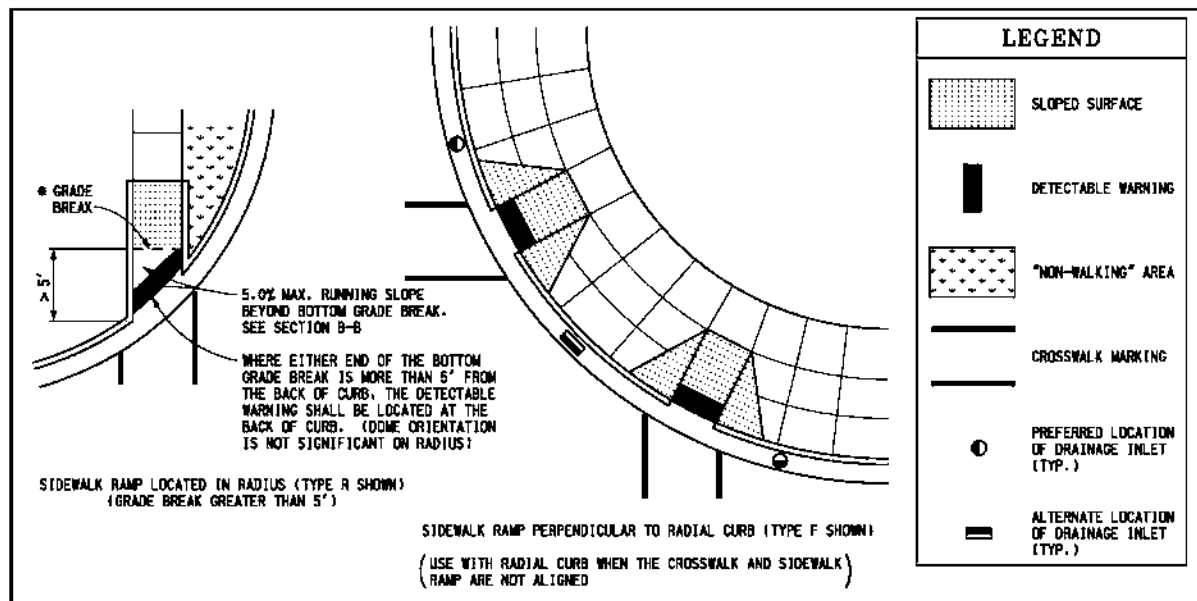 * GRADE
BREAK
> 5'
5.0% MAX. RUNNING SLOPE
BEYOND BOTTOM GRADE BREAK.
SEE SECTION B-B
WHERE EITHER END OF THE BOTTOM
GRADE BREAK IS MORE THAN 5' FROM
THE BACK OF CURB, THE DETECTABLE
WARNING SHALL BE LOCATED AT THE
BACK OF CURB. (DOME ORIENTATION
IS NOT SIGNIFICANT ON RADIUS)
SIDEWALK RAMP LOCATED IN RADIUS (TYPE R SHOWN)
(GRADE BREAK GREATER THAN 5')
SIDEWALK RAMP PERPENDICULAR TO RADIAL CURB (TYPE F SHOWN)
(USE WITH RADIAL CURB WHEN THE CROSSWALK AND SIDEWALK
RAMP ARE NOT ALIGNED)
LEGEND
SLOPED SURFACE
DETECTABLE WARNING
"NON-WALKING" AREA
CROSSWALK MARKING
PREFERRED LOCATION
OF DRAINAGE INLET
(TYP.)
ALTERNATE LOCATION
OF DRAINAGE INLET
(TYP.)